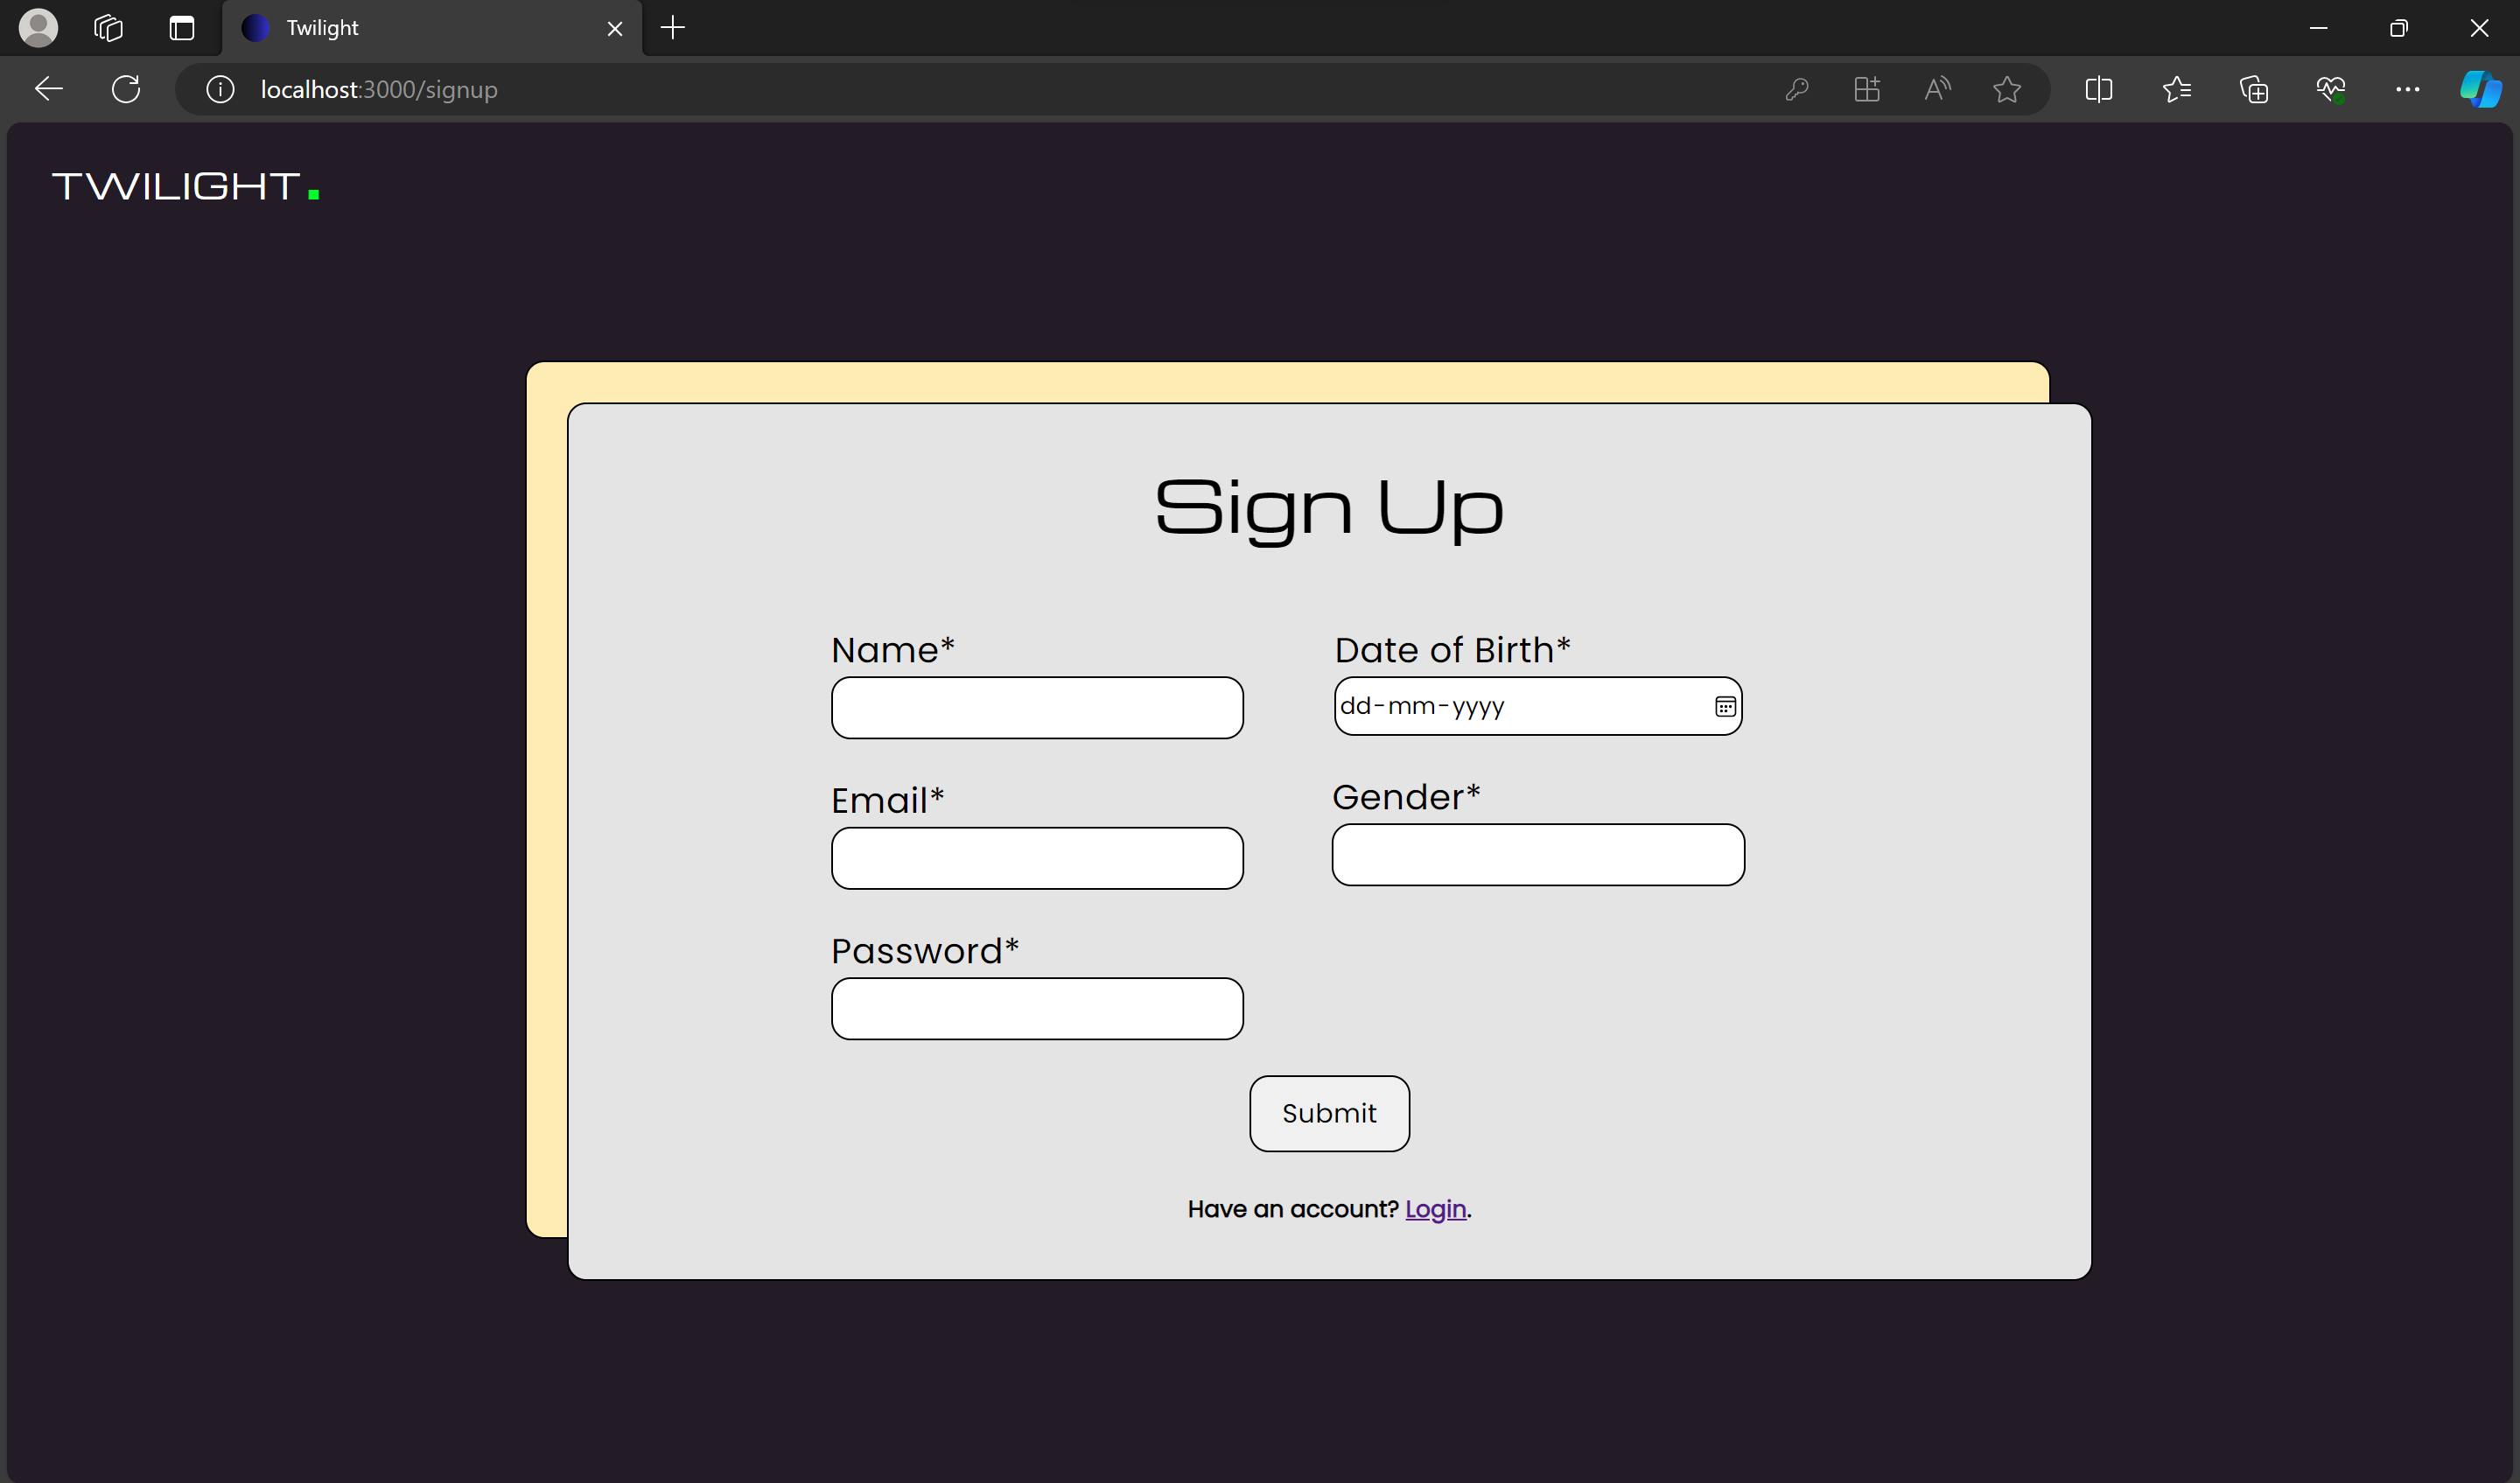 Twilight
localhost:3000/signup
TWILIGHT.
Sign Up
Name*
Date of Birth*
dd-mm-yyyy
Email*
Gender*
Password*
Submit
Have an account? Login.